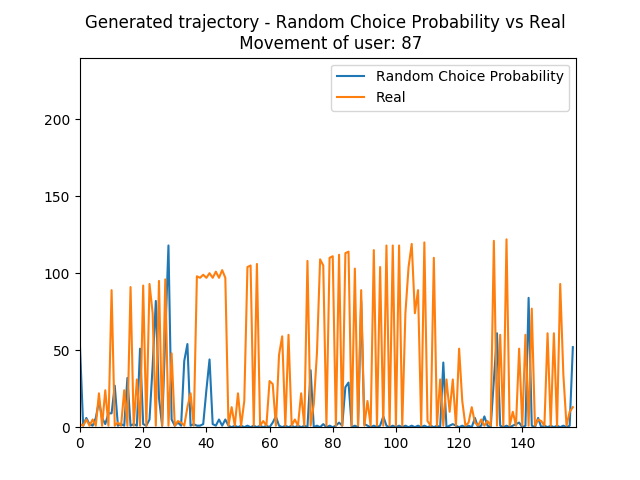 Generated trajectory - Random Choice Probability vs Real
Movement of user: 87
Random Choice Probability
Real
200
150
100
50
0
0 20 40 60 80 100 120 140